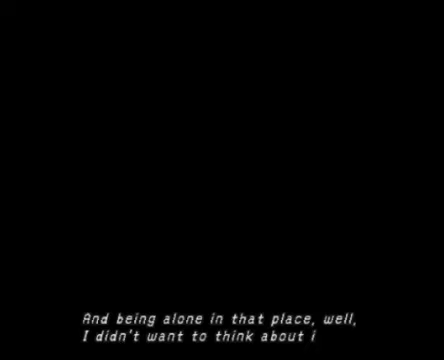 And being alone in that place, well,
I didn't want to think about i